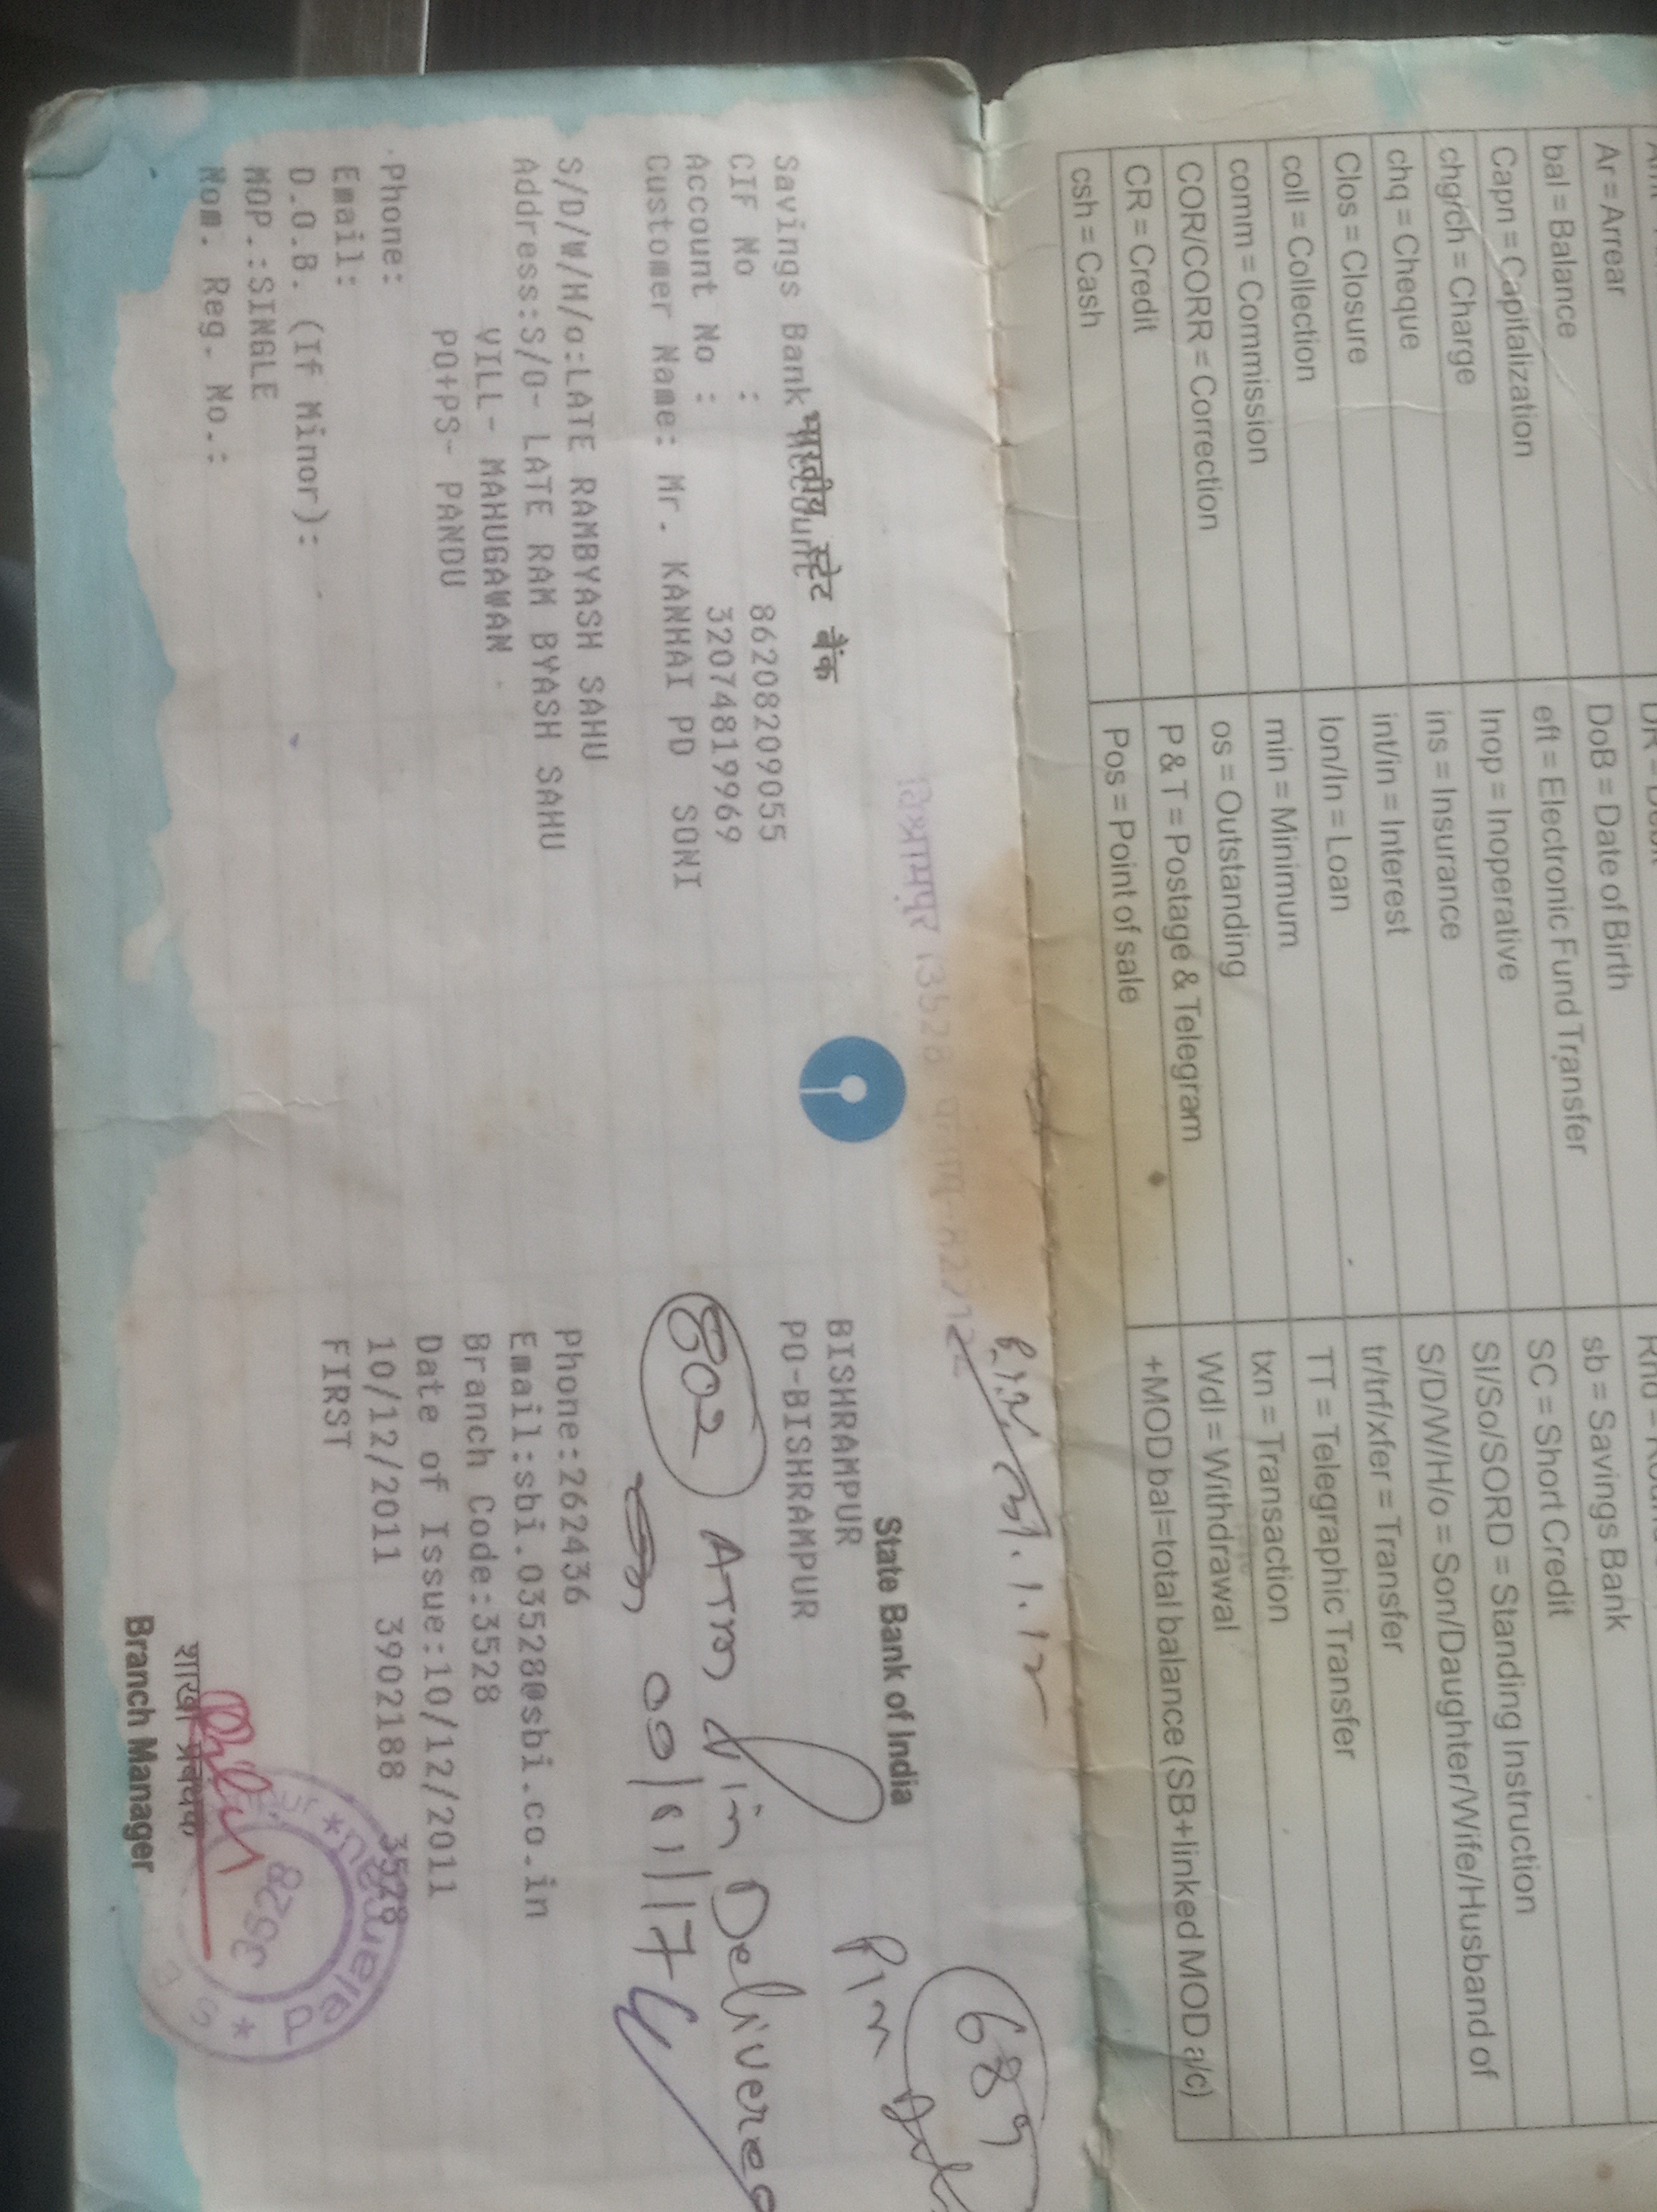 Ar = Arrear
DoB = Date of Birth
sb = Savings Bank
bal = Balance
eft = Electronic Fund Transfer
SC = Short Credit
Capn = Capitalization
Inop = Inoperative
SI/So/SORD = Standing Instruction
chg/ch = Charge
ins = Insurance
S/D/W/H/o = Son/Daughter/Wife/Husband of
chq = Cheque
int/in = Interest
tr/trf/xfer = Transfer
Clos = Closure
lon/ln = Loan
TT = Telegraphic Transfer
coll = Collection
min = Minimum
txn = Transaction
comm = Commission
os = Outstanding
Wdl = Withdrawal
COR/CORR = Correction
P & T = Postage & Telegram
+MOD bal=total balance (SB+linked MOD a/c)
CR = Credit
Pos = Point of sale
csh = Cash
विश्रामपुर
689
Pin
भारतीय स्टेट बैंक
State Bank of India
Savings Bank Account
BISHRAMPUR
CIF No : 86208209055
PO-BISHRAMPUR
Account No : 32074819969
Customer Name: Mr. KANHAI PD SONI
802 ATM Pin Delivered
S/D/W/H/o:LATE RAMBYASH SAHU
Address:S/O- LATE RAM BYASH SAHU
VILL- MAHUGAWAN
PO+PS- PANDU
Phone:262436
Email:sbi.03528@sbi.co.in
Branch Code:3528
Date of Issue:10/12/2011
10/12/2011 3902188 3528
FIRST
Phone:
Email:
D.O.B. (If Minor):
MOP.:SINGLE
Nom. Reg. No.:
Palamau
3528
शाखा प्रबंधक
Branch Manager